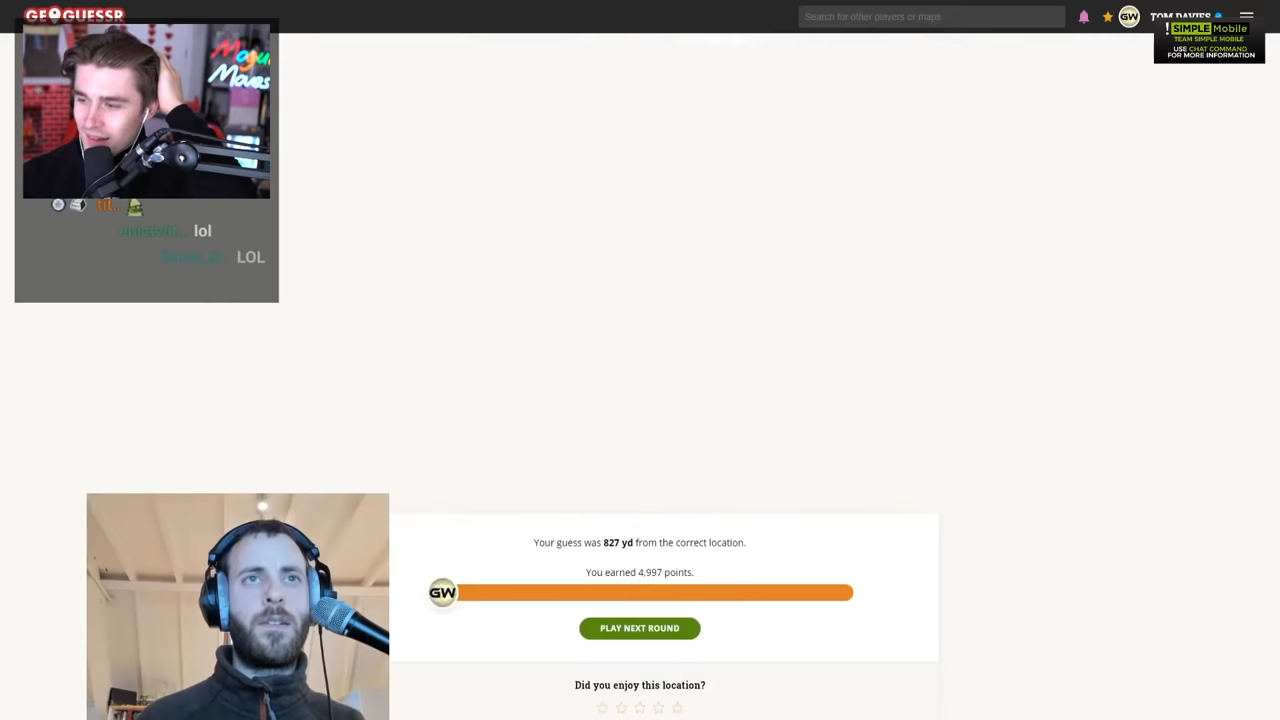 GEOGUESSR
Search for other players or maps
GW
TOM DAVIES
! SIMPLE Mobile
TEAM SIMPLE MOBILE
USE CHAT COMMAND
FOR MORE INFORMATION
Moves
tit...
lol
LOL
Your guess was 827 yd from the correct location.
You earned 4,997 points.
GW
PLAY NEXT ROUND
Did you enjoy this location?